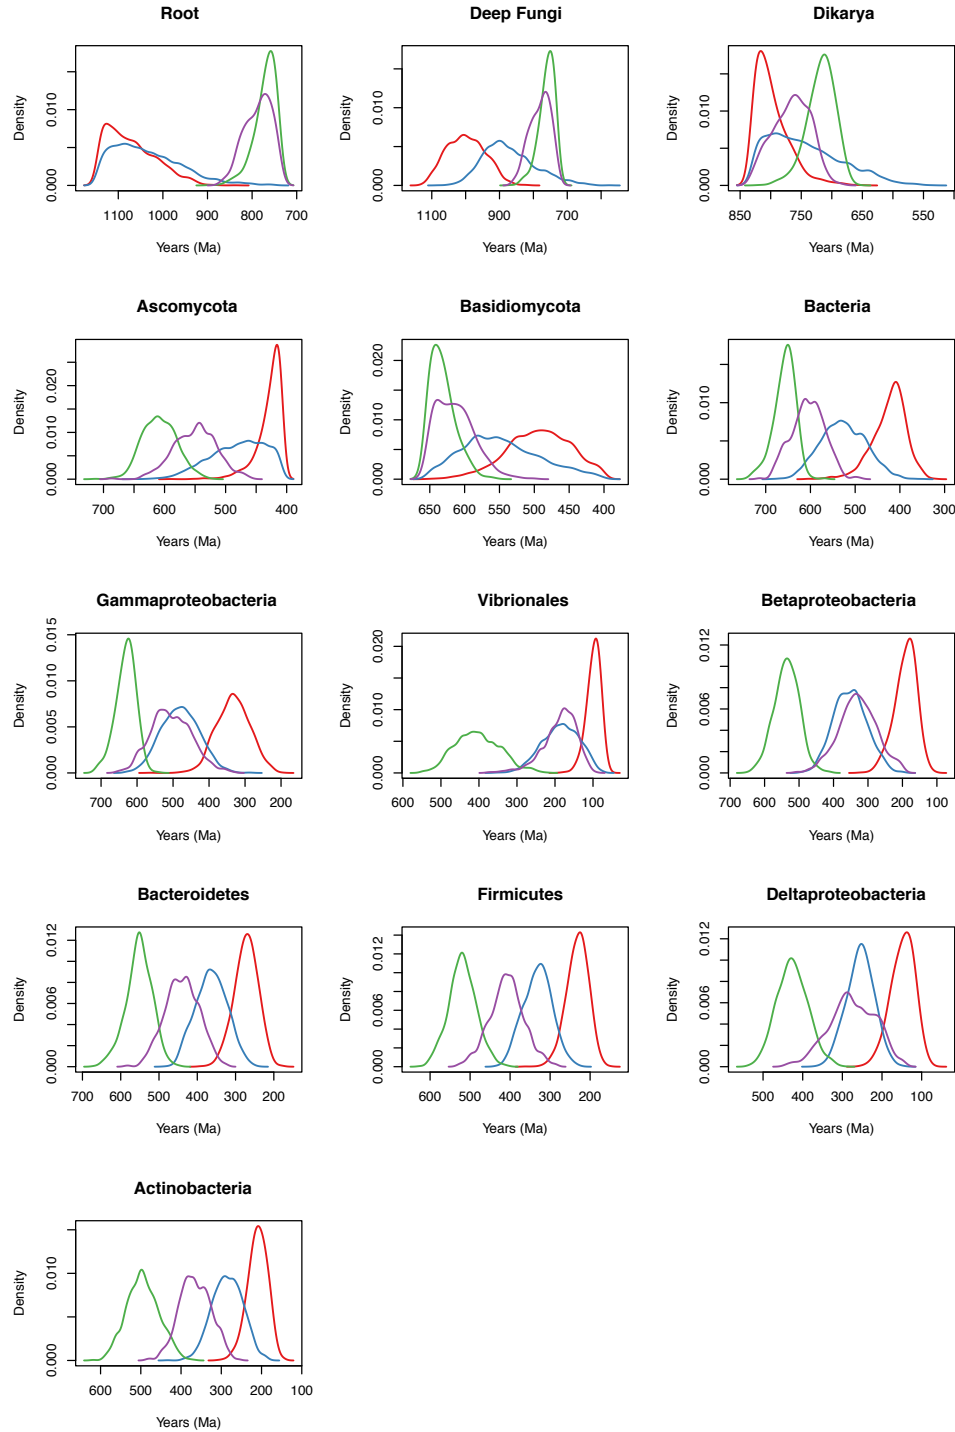 Root
Density
0.000 0.010
1100 1000 900 800 700
Years (Ma)
Deep Fungi
Density
0.000 0.010
1100 900 700
Years (Ma)
Dikarya
Density
0.000 0.010
850 750 650 550
Years (Ma)
Ascomycota
Density
0.000 0.010 0.020
700 600 500 400
Years (Ma)
Basidiomycota
Density
0.000 0.010 0.020
650 600 550 500 450 400
Years (Ma)
Bacteria
Density
0.000 0.010
700 600 500 400 300
Years (Ma)
Gammaproteobacteria
Density
0.000 0.005 0.010 0.015
700 600 500 400 300 200
Years (Ma)
Vibrionales
Density
0.000 0.010 0.020
600 500 400 300 200 100
Years (Ma)
Betaproteobacteria
Density
0.000 0.006 0.012
700 600 500 400 300 200 100
Years (Ma)
Bacteroidetes
Density
0.000 0.006 0.012
700 600 500 400 300 200
Years (Ma)
Firmicutes
Density
0.000 0.006 0.012
600 500 400 300 200
Years (Ma)
Deltaproteobacteria
Density
0.000 0.006 0.012
500 400 300 200 100
Years (Ma)
Actinobacteria
Density
0.000 0.010
600 500 400 300 200 100
Years (Ma)